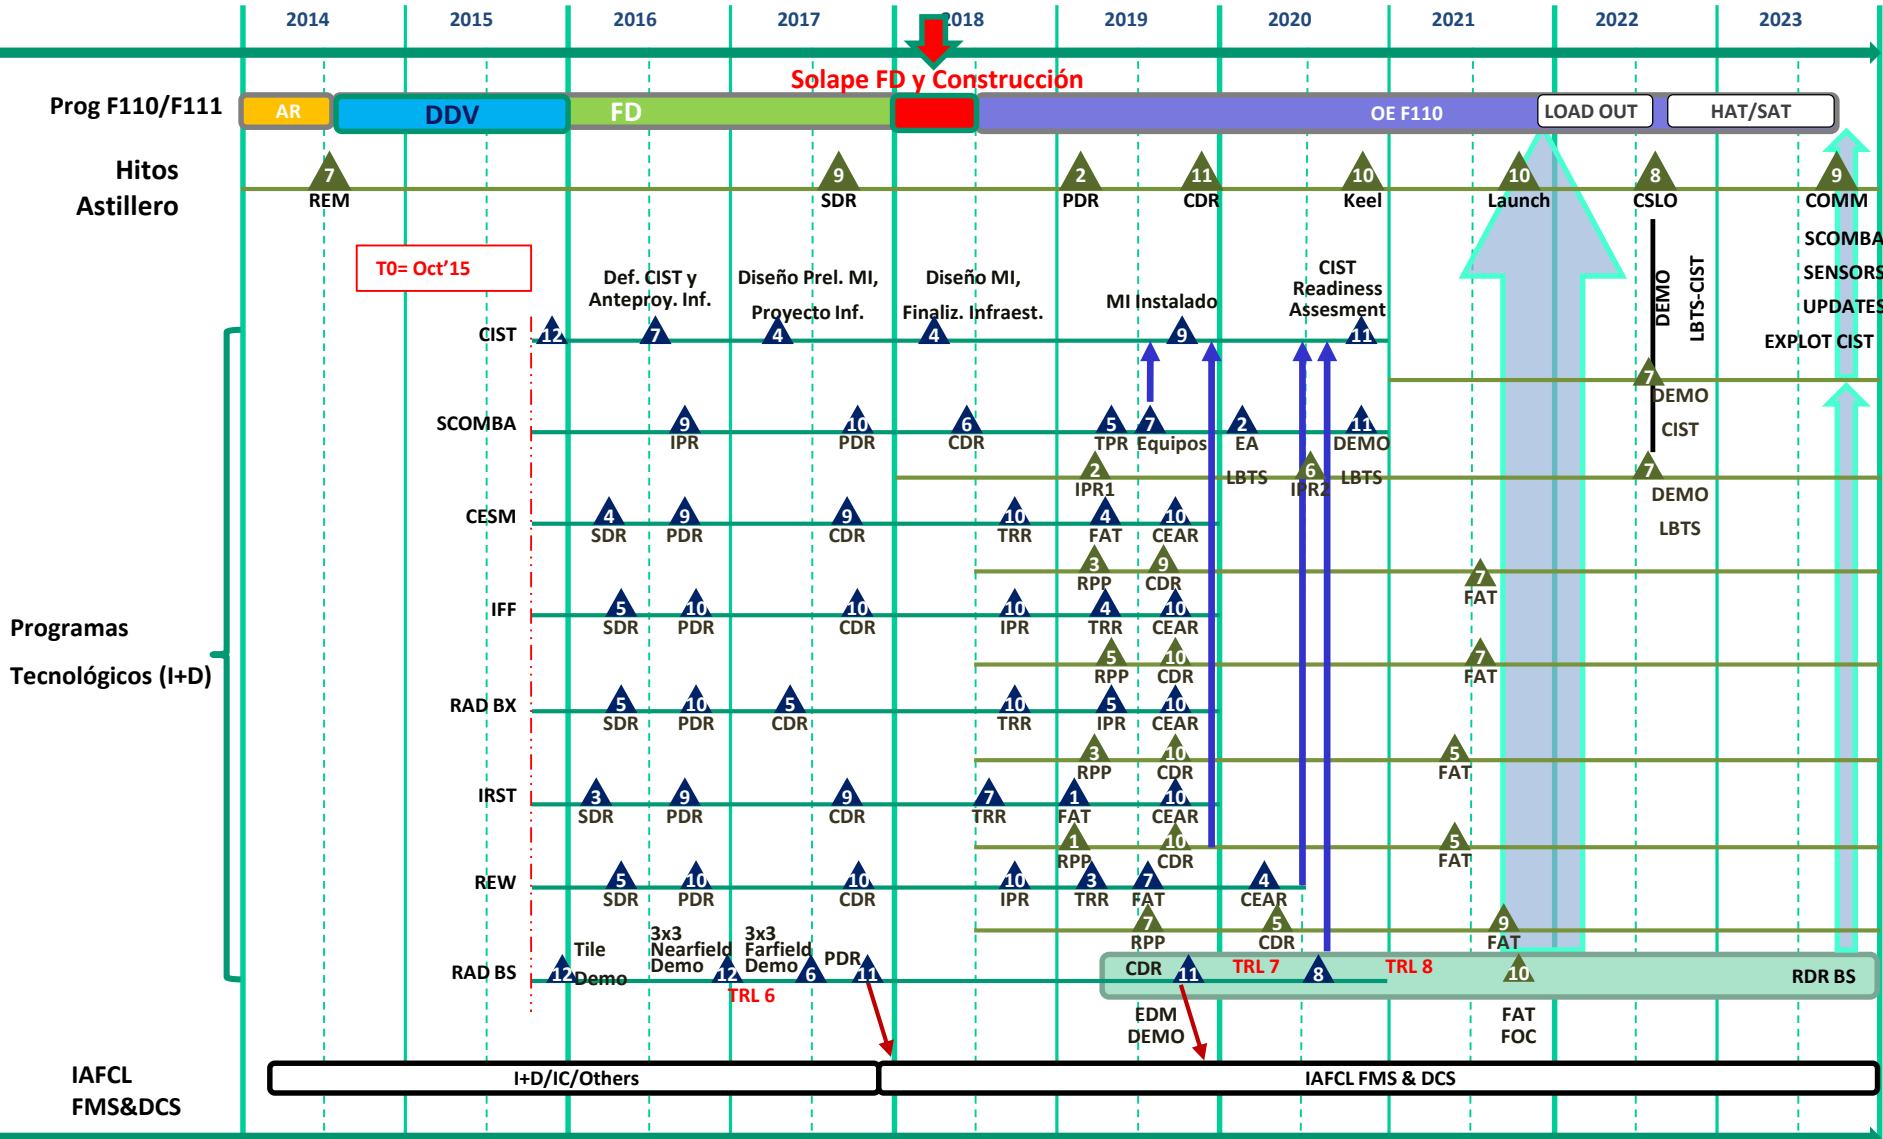 2014 2015 2016 2017 2018 2019 2020 2021 2022 2023
Solape FD y Construcción
Prog F110/F111
AR DDV FD OE F110 LOAD OUT HAT/SAT
Hitos
Astillero
7 9 2 11 10 10 8 9
REM SDR PDR CDR Keel Launch CSLO COMM
T0= Oct'15
SCOMBA
SENSORS
UPDATES
EXPLOT CIST
DEMO
LBTS-CIST
Def. CIST y
Anteproy. Inf.
Diseño Prel. MI,
Proyecto Inf.
Diseño MI,
Finaliz. Infraest.
MI Instalado
CIST
Readiness
Assesment
CIST
12 7 4 4 9 11
7
DEMO
CIST
SCOMBA
9 10 6 5 7 2 11
IPR PDR CDR TPR Equipos EA DEMO
LBTS LBTS
2 6 7
IPR1 IPR2 DEMO
LBTS
CESM
4 9 9 10 4 10
SDR PDR CDR TRR FAT CEAR
3 9 7
RPP CDR FAT
IFF
5 10 10 10 4 10
SDR PDR CDR IPR TRR CEAR
5 10 7
RPP CDR FAT
Programas
Tecnológicos (I+D)
RAD BX
5 10 5 10 5 10
SDR PDR CDR TRR IPR CEAR
3 10 5
RPP CDR FAT
IRST
3 9 9 7 1 10
SDR PDR CDR TRR FAT CEAR
1 10 5
RPP CDR FAT
REW
5 10 10 10 3 7 4
SDR PDR CDR IPR TRR FAT CEAR
7 5 9
RPP CDR FAT
RAD BS
Tile
Demo
3x3
Nearfield
Demo
3x3
Farfield
Demo
PDR
12 12 6 11
TRL 6
CDR 11 TRL 7 8 TRL 8 10 RDR BS
EDM
DEMO
FAT
FOC
IAFCL
FMS&DCS
I+D/IC/Others IAFCL FMS & DCS